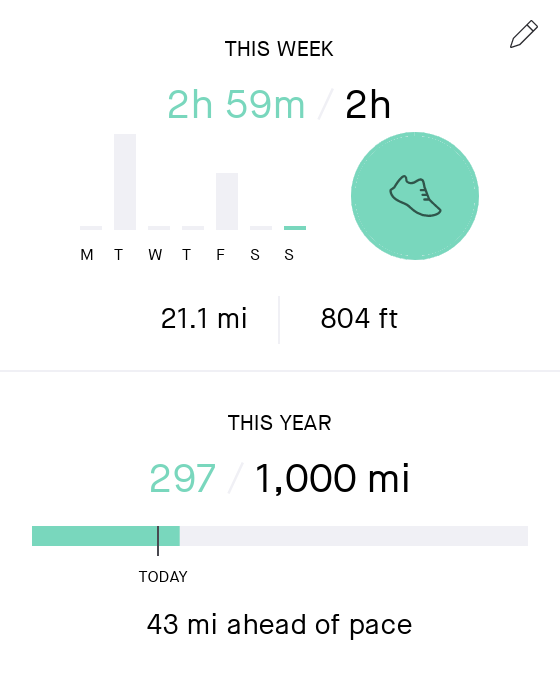 THIS WEEK
2h 59m / 2h
M T W T F S S
21.1 mi 804 ft
THIS YEAR
297 / 1,000 mi
TODAY
43 mi ahead of pace